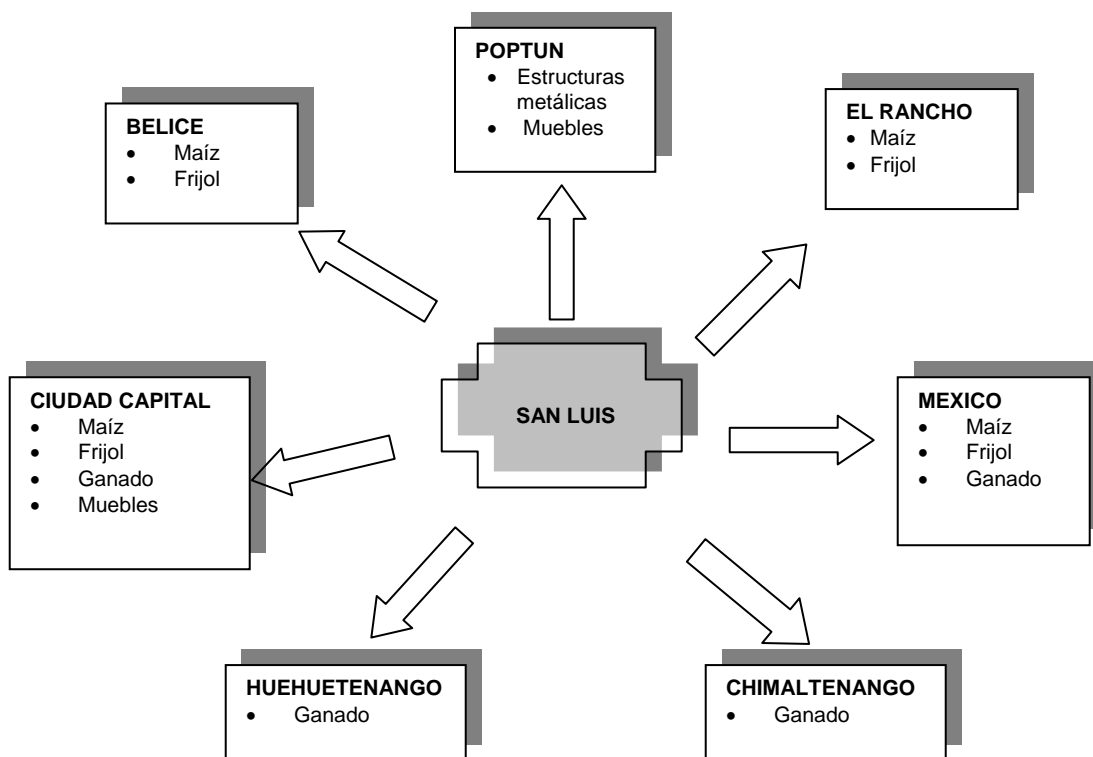 POPTUN
• Estructuras
metálicas
• Muebles
BELICE
• Maíz
• Frijol
EL RANCHO
• Maíz
• Frijol
SAN LUIS
CIUDAD CAPITAL
• Maíz
• Frijol
• Ganado
• Muebles
MEXICO
• Maíz
• Frijol
• Ganado
HUEHUETENANGO
• Ganado
CHIMALTENANGO
• Ganado